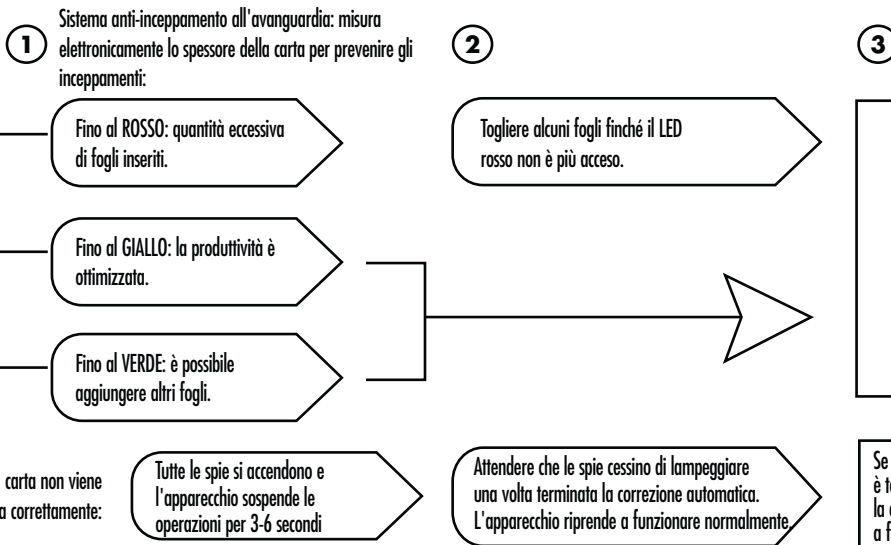 1
Sistema anti-inceppamento all'avanguardia: misura
elettronicamente lo spessore della carta per prevenire gli
inceppamenti:
2
3
Fino al ROSSO: quantità eccessiva
di fogli inseriti.
Togliere alcuni fogli finché il LED
rosso non è più acceso.
Fino al GIALLO: la produttività è
ottimizzata.
Fino al VERDE: è possibile
aggiungere altri fogli.
carta non viene
a correttamente:
Tutte le spie si accendono e
l'apparecchio sospende le
operazioni per 3-6 secondi
Attendere che le spie cessino di lampeggiare
una volta terminata la correzione automatica.
L'apparecchio riprende a funzionare normalmente.
Se
è
la
a